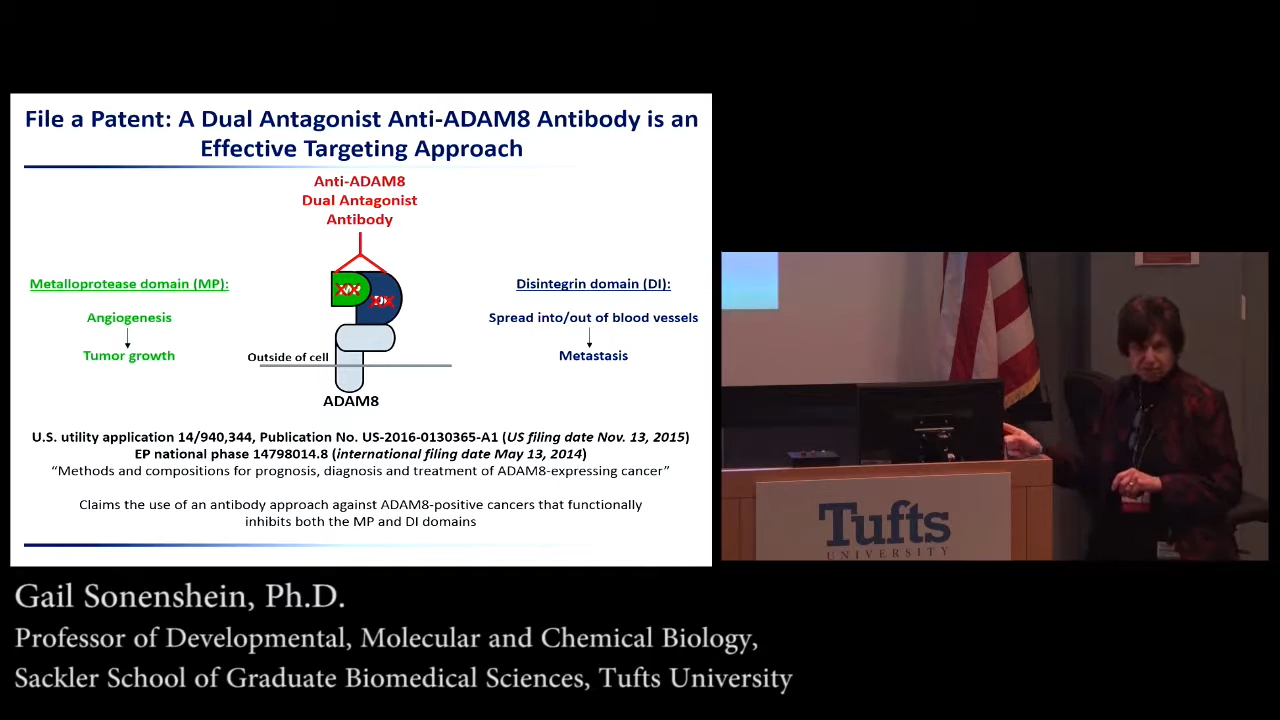 File a Patent: A Dual Antagonist Anti-ADAM8 Antibody is an
Effective Targeting Approach
Anti-ADAM8
Dual Antagonist
Antibody
Metalloprotease domain (MP):
Angiogenesis
Tumor growth
Disintegrin domain (DI):
Spread into/out of blood vessels
Metastasis
Outside of cell
ADAM8
U.S. utility application 14/940,344, Publication No. US-2016-0130365-A1 (US filing date Nov. 13, 2015)
EP national phase 14798014.8 (international filing date May 13, 2014)
“Methods and compositions for prognosis, diagnosis and treatment of ADAM8-expressing cancer”
Claims the use of an antibody approach against ADAM8-positive cancers that functionally
inhibits both the MP and DI domains
Tufts
UNIVERSITY
Gail Sonenshein, Ph.D.
Professor of Developmental, Molecular and Chemical Biology,
Sackler School of Graduate Biomedical Sciences, Tufts University